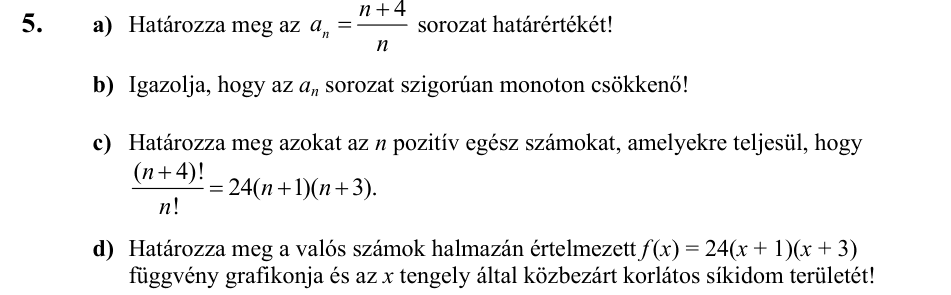 5. a) Határozza meg az aₙ = (n+4)/n sorozat határértékét!
b) Igazolja, hogy az aₙ sorozat szigorúan monoton csökkenő!
c) Határozza meg azokat az n pozitív egész számokat, amelyekre teljesül, hogy
(n+4)!/n! = 24(n+1)(n+3).
d) Határozza meg a valós számok halmazán értelmezett f(x) = 24(x + 1)(x + 3)
függvény grafikonja és az x tengely által közbezárt korlátos síkidom területét!